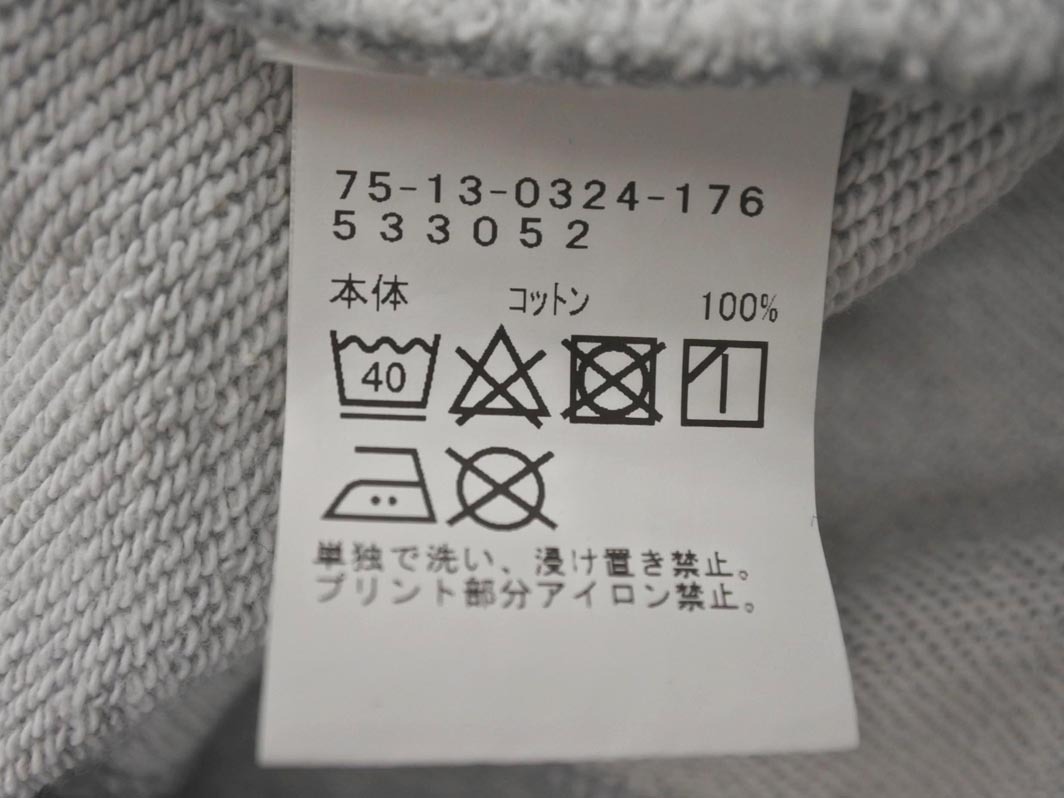 75-13-0324-176
533052
本体 コットン 100%
40
単独で洗い、浸け置き禁止。
プリント部分アイロン禁止。